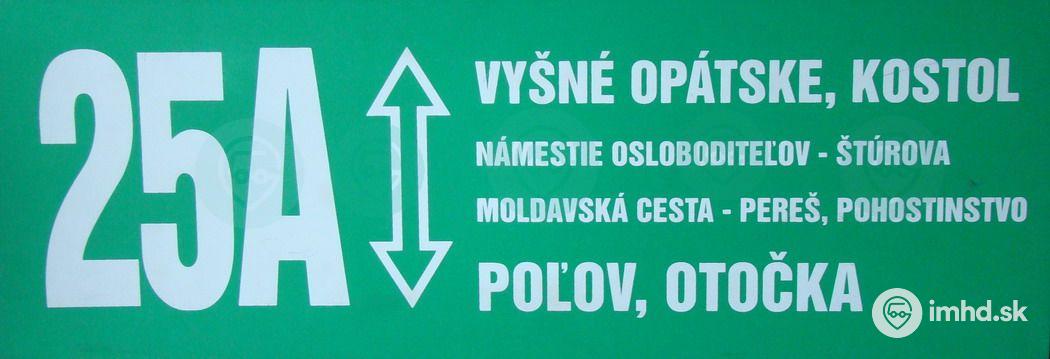 25A
VYŠNÉ OPÁTSKE, KOSTOL
NÁMESTIE OSLOBODITEĽOV - ŠTÚROVA
MOLDAVSKÁ CESTA - PEREŠ, POHOSTINSTVO
POĽOV, OTOČKA
imhd.sk